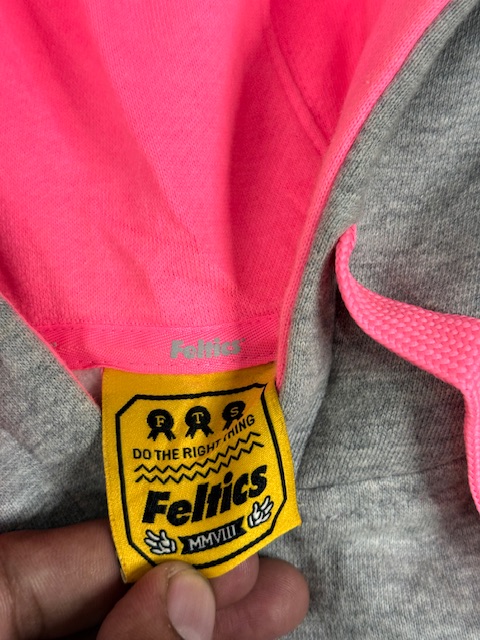 Feltics
F T S
DO THE RIGHT THING
Feltics
MMVIII